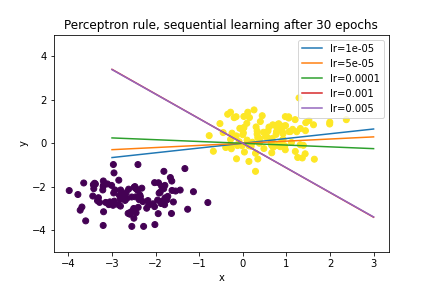 Perceptron rule, sequential learning after 30 epochs
lr=1e-05
lr=5e-05
lr=0.0001
lr=0.001
lr=0.005
y
4
2
0
−2
−4
−4 −3 −2 −1 0 1 2 3
x